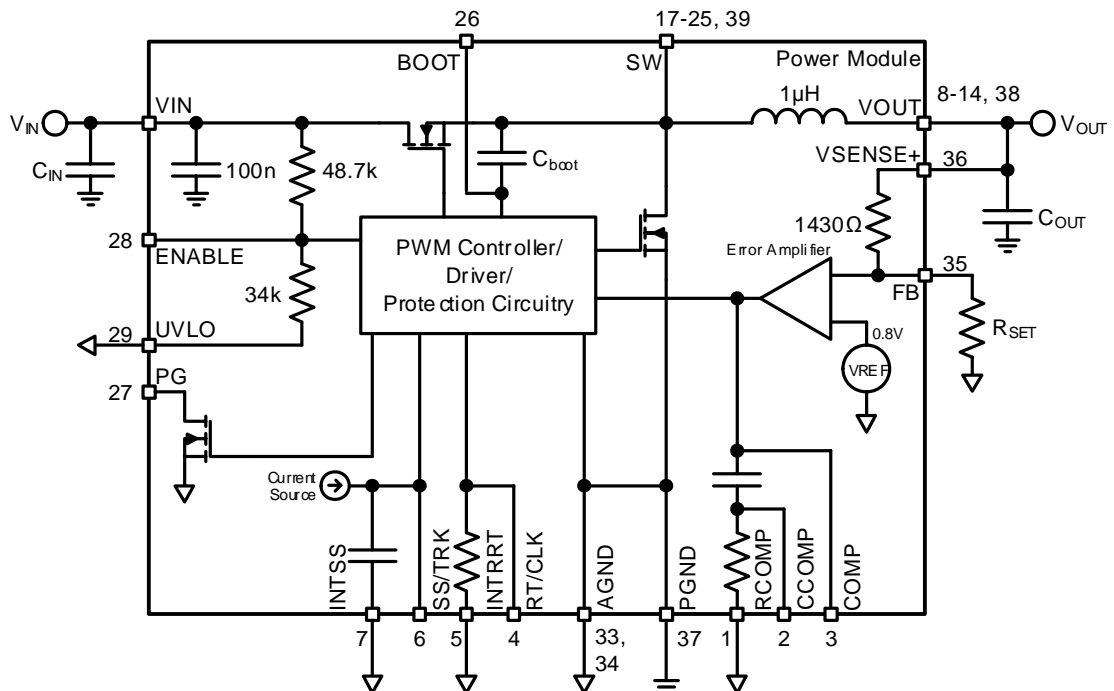 26
17-25, 39
BOOT
SW
Power Module
VIN
1µH
VOUT
8-14, 38
VIN
VOUT
VSENSE+
36
CIN
100n
48.7k
Cboot
COUT
1430Ω
28
ENABLE
PWM Controller/
Driver/
Protection Circuitry
Error Amplifier
35
FB
34k
RSET
29
UVLO
0.8V
VREF
PG
27
Current
Source
INTSS
SS/TRK
INTRRT
RT/CLK
AGND
PGND
RCOMP
CCOMP
COMP
7
6
5
4
33,
34
37
1
2
3